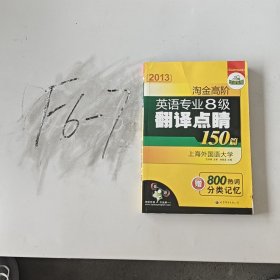 F6-7
2013
淘金高阶
英语专业8级
翻译点睛
150篇
上海外国语大学
赠 800热词
分类记忆